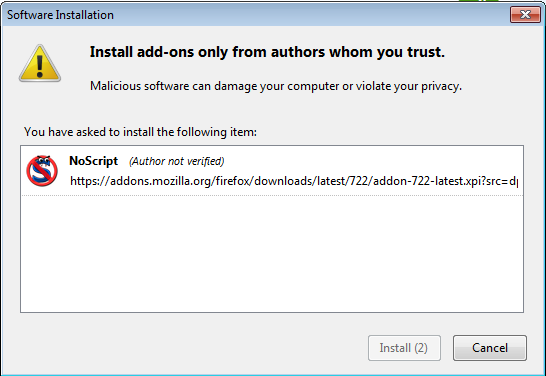 Software Installation
Install add-ons only from authors whom you trust.
Malicious software can damage your computer or violate your privacy.
You have asked to install the following item:
NoScript (Author not verified)
https://addons.mozilla.org/firefox/downloads/latest/722/addon-722-latest.xpi?src=dp
Install (2)
Cancel